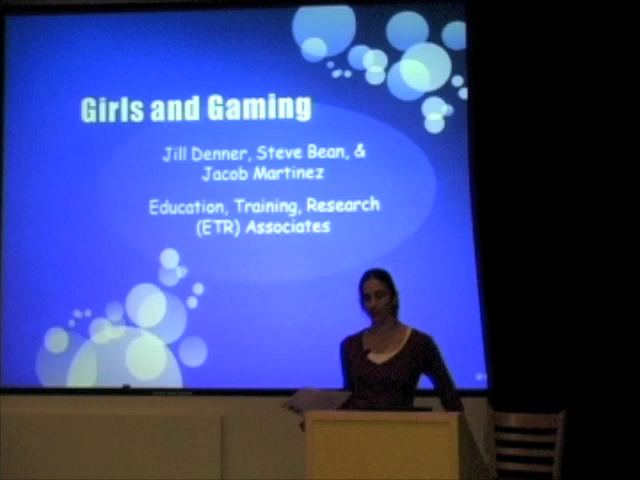 Girls and Gaming
Jill Denner, Steve Bean, &
Jacob Martinez
Education, Training, Research
(ETR) Associates